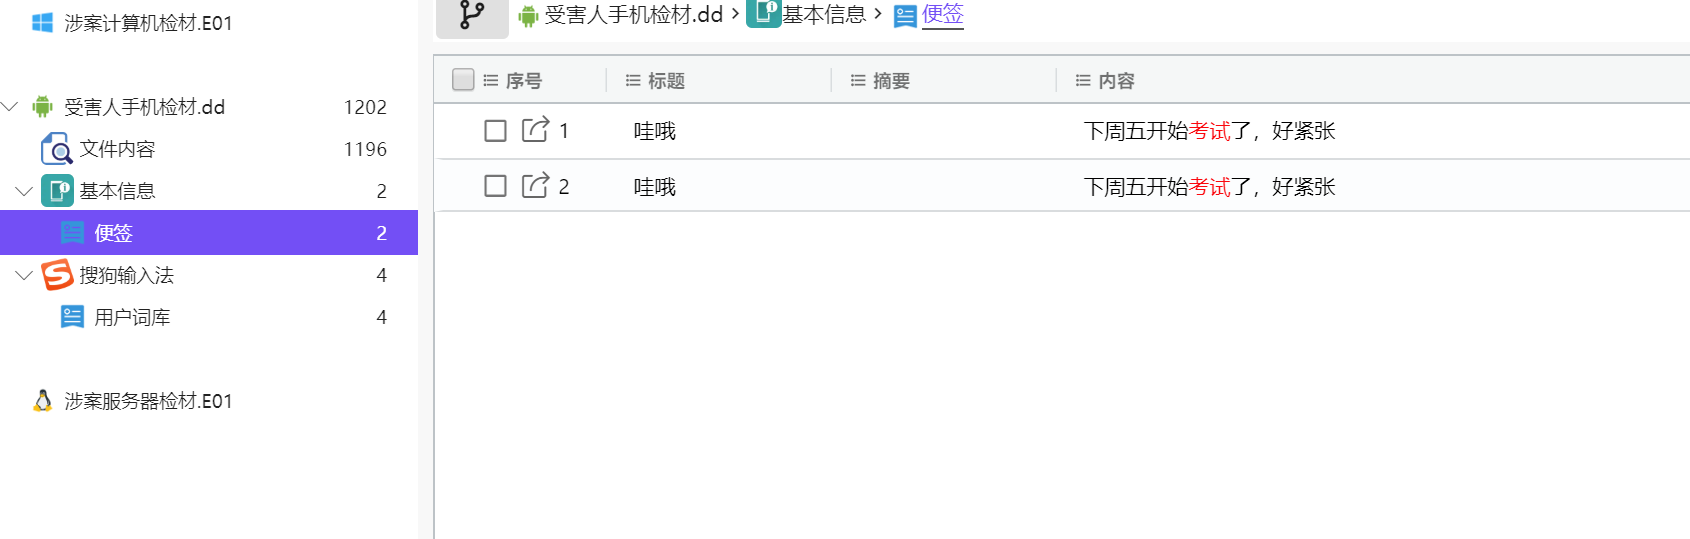 涉案计算机检材.E01
受害人手机检材.dd 1202
文件内容 1196
基本信息 2
便签 2
搜狗输入法 4
用户词库 4
涉案服务器检材.E01
受害人手机检材.dd › 基本信息 › 便签
序号 标题 摘要 内容
1 哇哦 下周五开始考试了，好紧张
2 哇哦 下周五开始考试了，好紧张